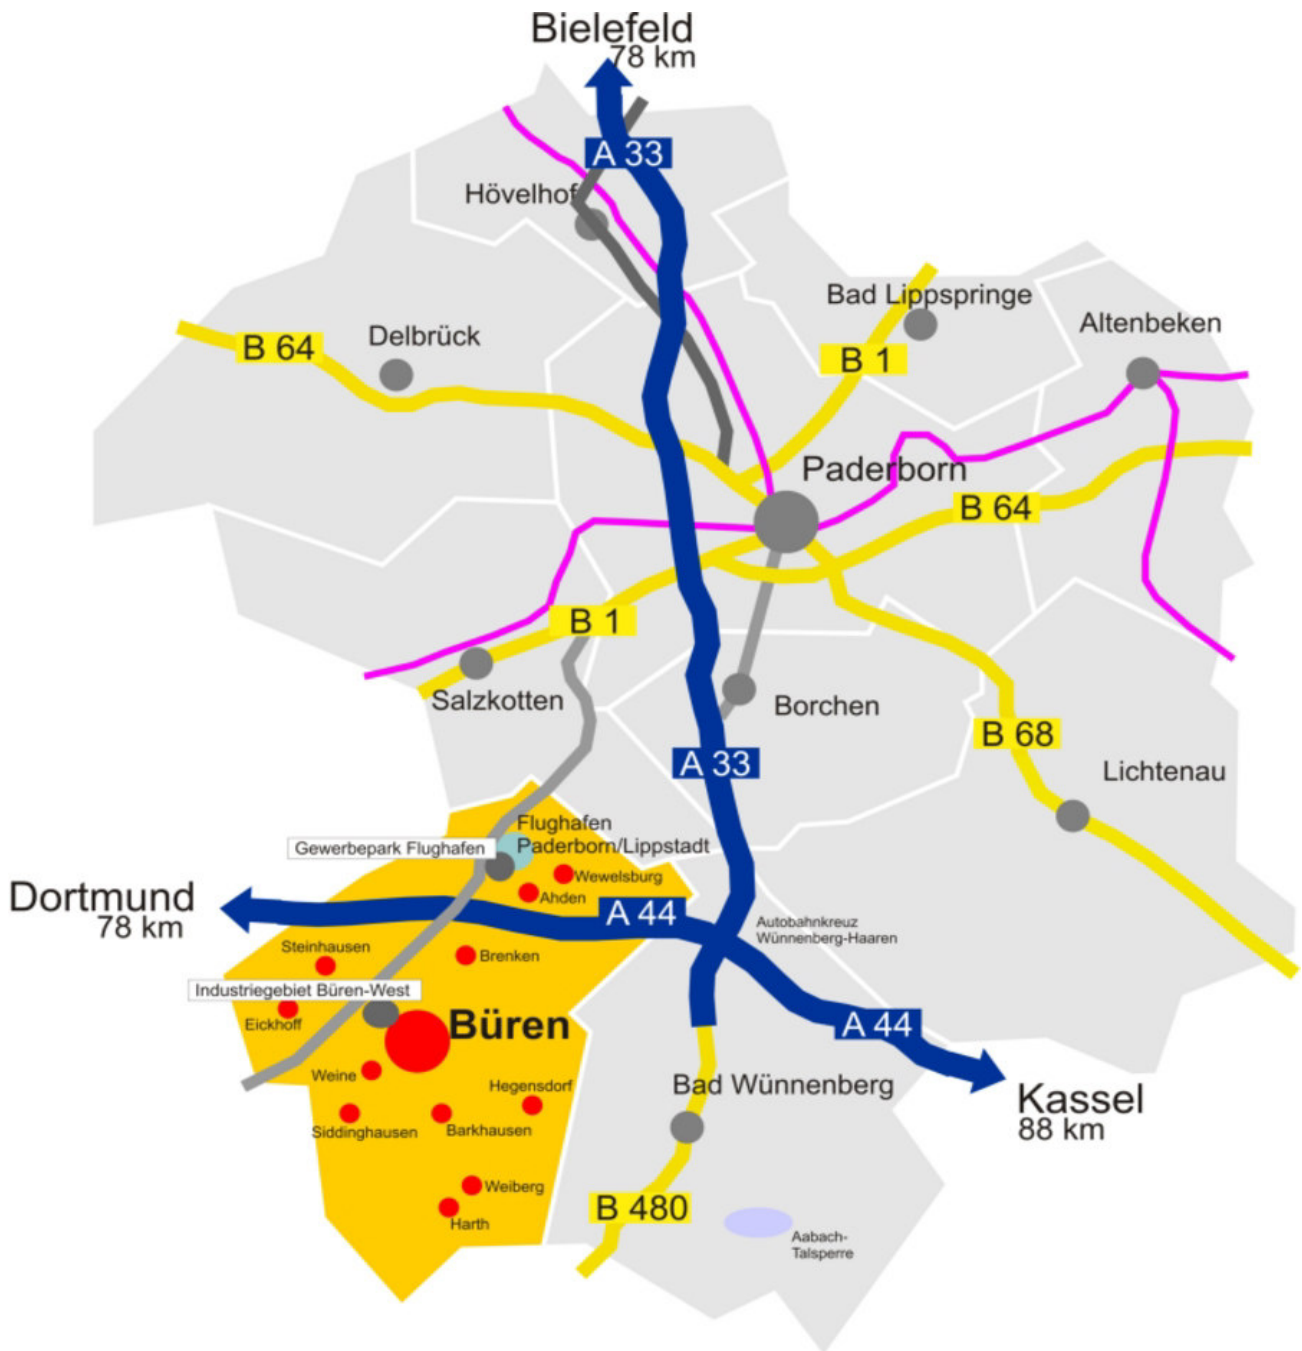 Bielefeld
78 km
A 33
Hövelhof
Bad Lippspringe
Altenbeken
Delbrück
B 64
B 1
Paderborn
B 64
B 1
Salzkotten
Borchen
B 68
A 33
Lichtenau
Flughafen
Paderborn/Lippstadt
Gewerbepark Flughafen
Wewelsburg
Ahden
Dortmund
78 km
A 44
Autobahnkreuz
Wünnenberg-Haaren
Steinhausen
Brenken
Industriegebiet Büren-West
Eickhoff
Büren
A 44
Weine
Hegensdorf
Bad Wünnenberg
Kassel
88 km
Siddinghausen
Barkhausen
Weiberg
Harth
B 480
Aabach-
Talsperre